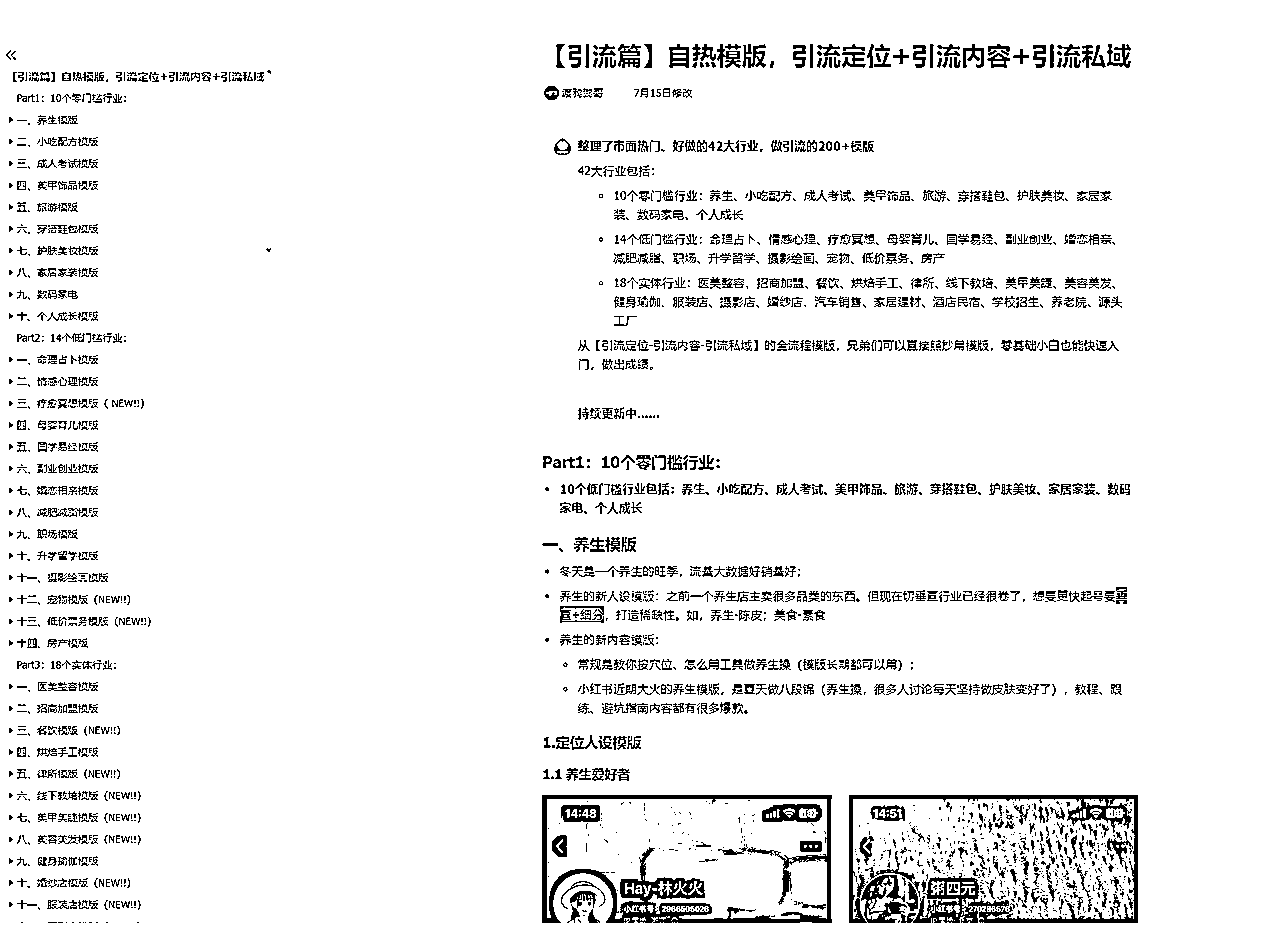 【引流篇】自热模版，引流定位+引流内容+引流私域
Part1：10个零门槛行业：
一、养生模版
二、小吃配方模版
三、成人考试模版
四、美甲饰品模版
五、旅游模版
六、穿搭鞋包模版
七、护肤美妆模版
八、家居家装模版
九、数码家电
十、个人成长模版
Part2：14个低门槛行业：
一、命理占卜模版
二、情感心理模版
三、疗愈冥想模版（ NEW!!）
四、母婴育儿模版
五、国学易经模版
六、副业创业模版
七、婚恋相亲模版
八、减肥减脂模版
九、职场模版
十、升学留学模版
十一、摄影绘画模版
十二、宠物模版（NEW!!）
十三、低价票务模版（NEW!!）
十四、房产模版
Part3：18个实体行业：
一、医美整容模版
二、招商加盟模版
三、餐饮模版（NEW!!）
四、烘焙手工模版
五、律所模版（NEW!!）
六、线下教培模版（NEW!!）
七、美甲美睫模版（NEW!!）
八、美容美发模版（NEW!!）
九、健身瑜伽模版
十、婚纱店模版（NEW!!）
十一、服装店模版（NEW!!）
【引流篇】自热模版，引流定位+引流内容+引流私域
7月15日修改
整理了市面热门、好做的42大行业，做引流的200+模版
42大行业包括：
10个零门槛行业：养生、小吃配方、成人考试、美甲饰品、旅游、穿搭鞋包、护肤美妆、家居家
装、数码家电、个人成长
14个低门槛行业：命理占卜、情感心理、疗愈冥想、母婴育儿、国学易经、副业创业、婚恋相亲、
减肥减脂、职场、升学留学、摄影绘画、宠物、低价票务、房产
18个实体行业：医美整容、招商加盟、餐饮、烘焙手工、律所、线下教培、美甲美睫、美容美发、
健身瑜伽、服装店、摄影店、婚纱店、汽车销售、家居建材、酒店民宿、学校招生、养老院、源头
工厂
从【引流定位-引流内容-引流私域】的全流程模版，兄弟们可以直接照抄用模版，零基础小白也能快速入
门，做出成绩。
持续更新中......
Part1：10个零门槛行业：
10个低门槛行业包括：养生、小吃配方、成人考试、美甲饰品、旅游、穿搭鞋包、护肤美妆、家居家装、数码
家电、个人成长
一、养生模版
冬天是一个养生的旺季，流量大数据好销量好；
养生的新人设模版：之前一个养生店主卖很多品类的东西。但现在切垂直行业已经很卷了，想要更快起号要垂
直+细分，打造稀缺性。如，养生-陈皮；美食-素食
养生的新内容模版：
常规是教你按穴位、怎么用工具做养生操（模版长期都可以用）；
小红书近期大火的养生模版，是夏天做八段锦（养生操，很多人讨论每天坚持做皮肤变好了），教程、跟
练、避坑指南内容都有很多爆款。
1.定位人设模版
1.1 养生爱好者
14:48
Hay-林火火
14:51
第四元